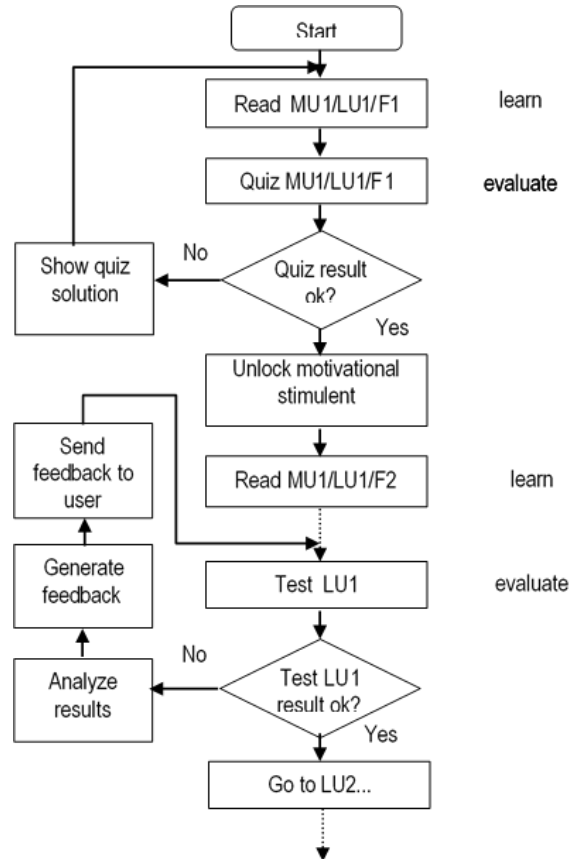 Start
Read MU1/LU1/F1
learn
Quiz MU1/LU1/F1
evaluate
Show quiz
solution
No
Quiz result
ok?
Yes
Unlock motivational
stimulent
Send
feedback to
user
Read MU1/LU1/F2
learn
Generate
feedback
Test LU1
evaluate
No
Analyze
results
Test LU1
result ok?
Yes
Go to LU2...